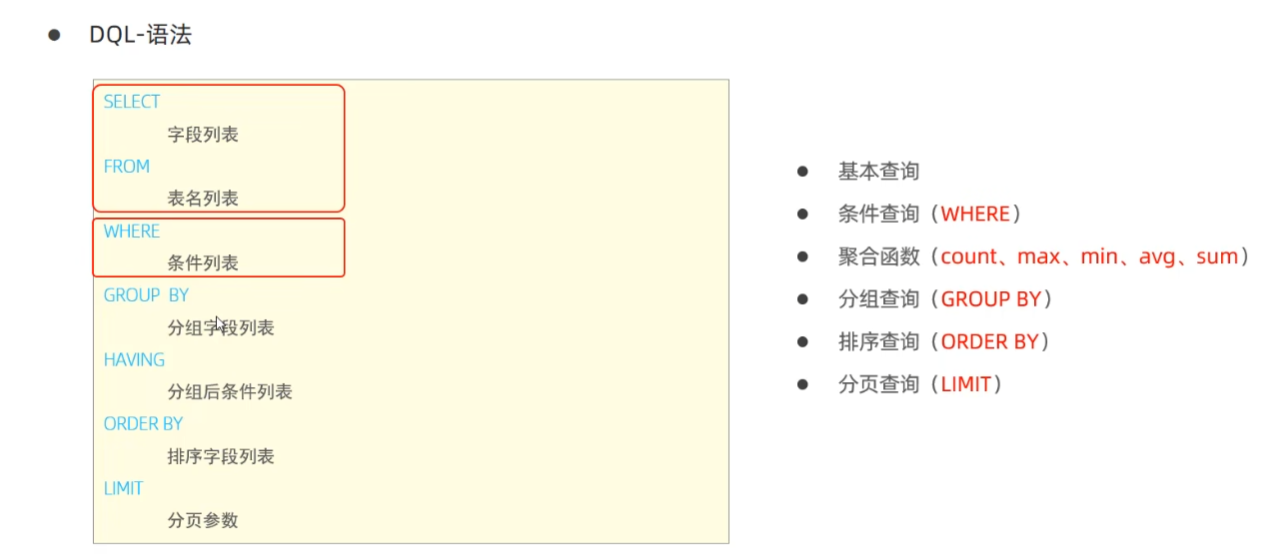 DQL-语法
SELECT
字段列表
FROM
表名列表
WHERE
条件列表
GROUP BY
分组字段列表
HAVING
分组后条件列表
ORDER BY
排序字段列表
LIMIT
分页参数
基本查询
条件查询（WHERE）
聚合函数（count、max、min、avg、sum）
分组查询（GROUP BY）
排序查询（ORDER BY）
分页查询（LIMIT）